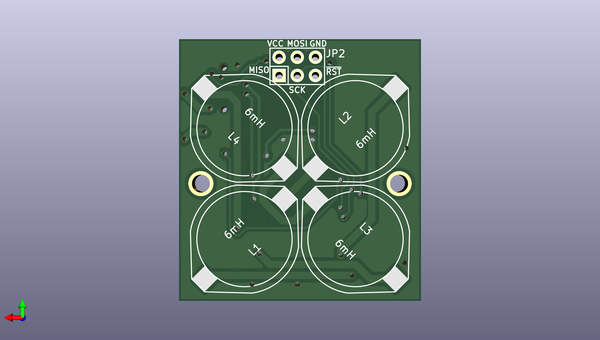 VCC MOSI GND
JP2
MISO
RST
SCK
6mH
L4
L2
6mH
6mH
L1
L3
6mH